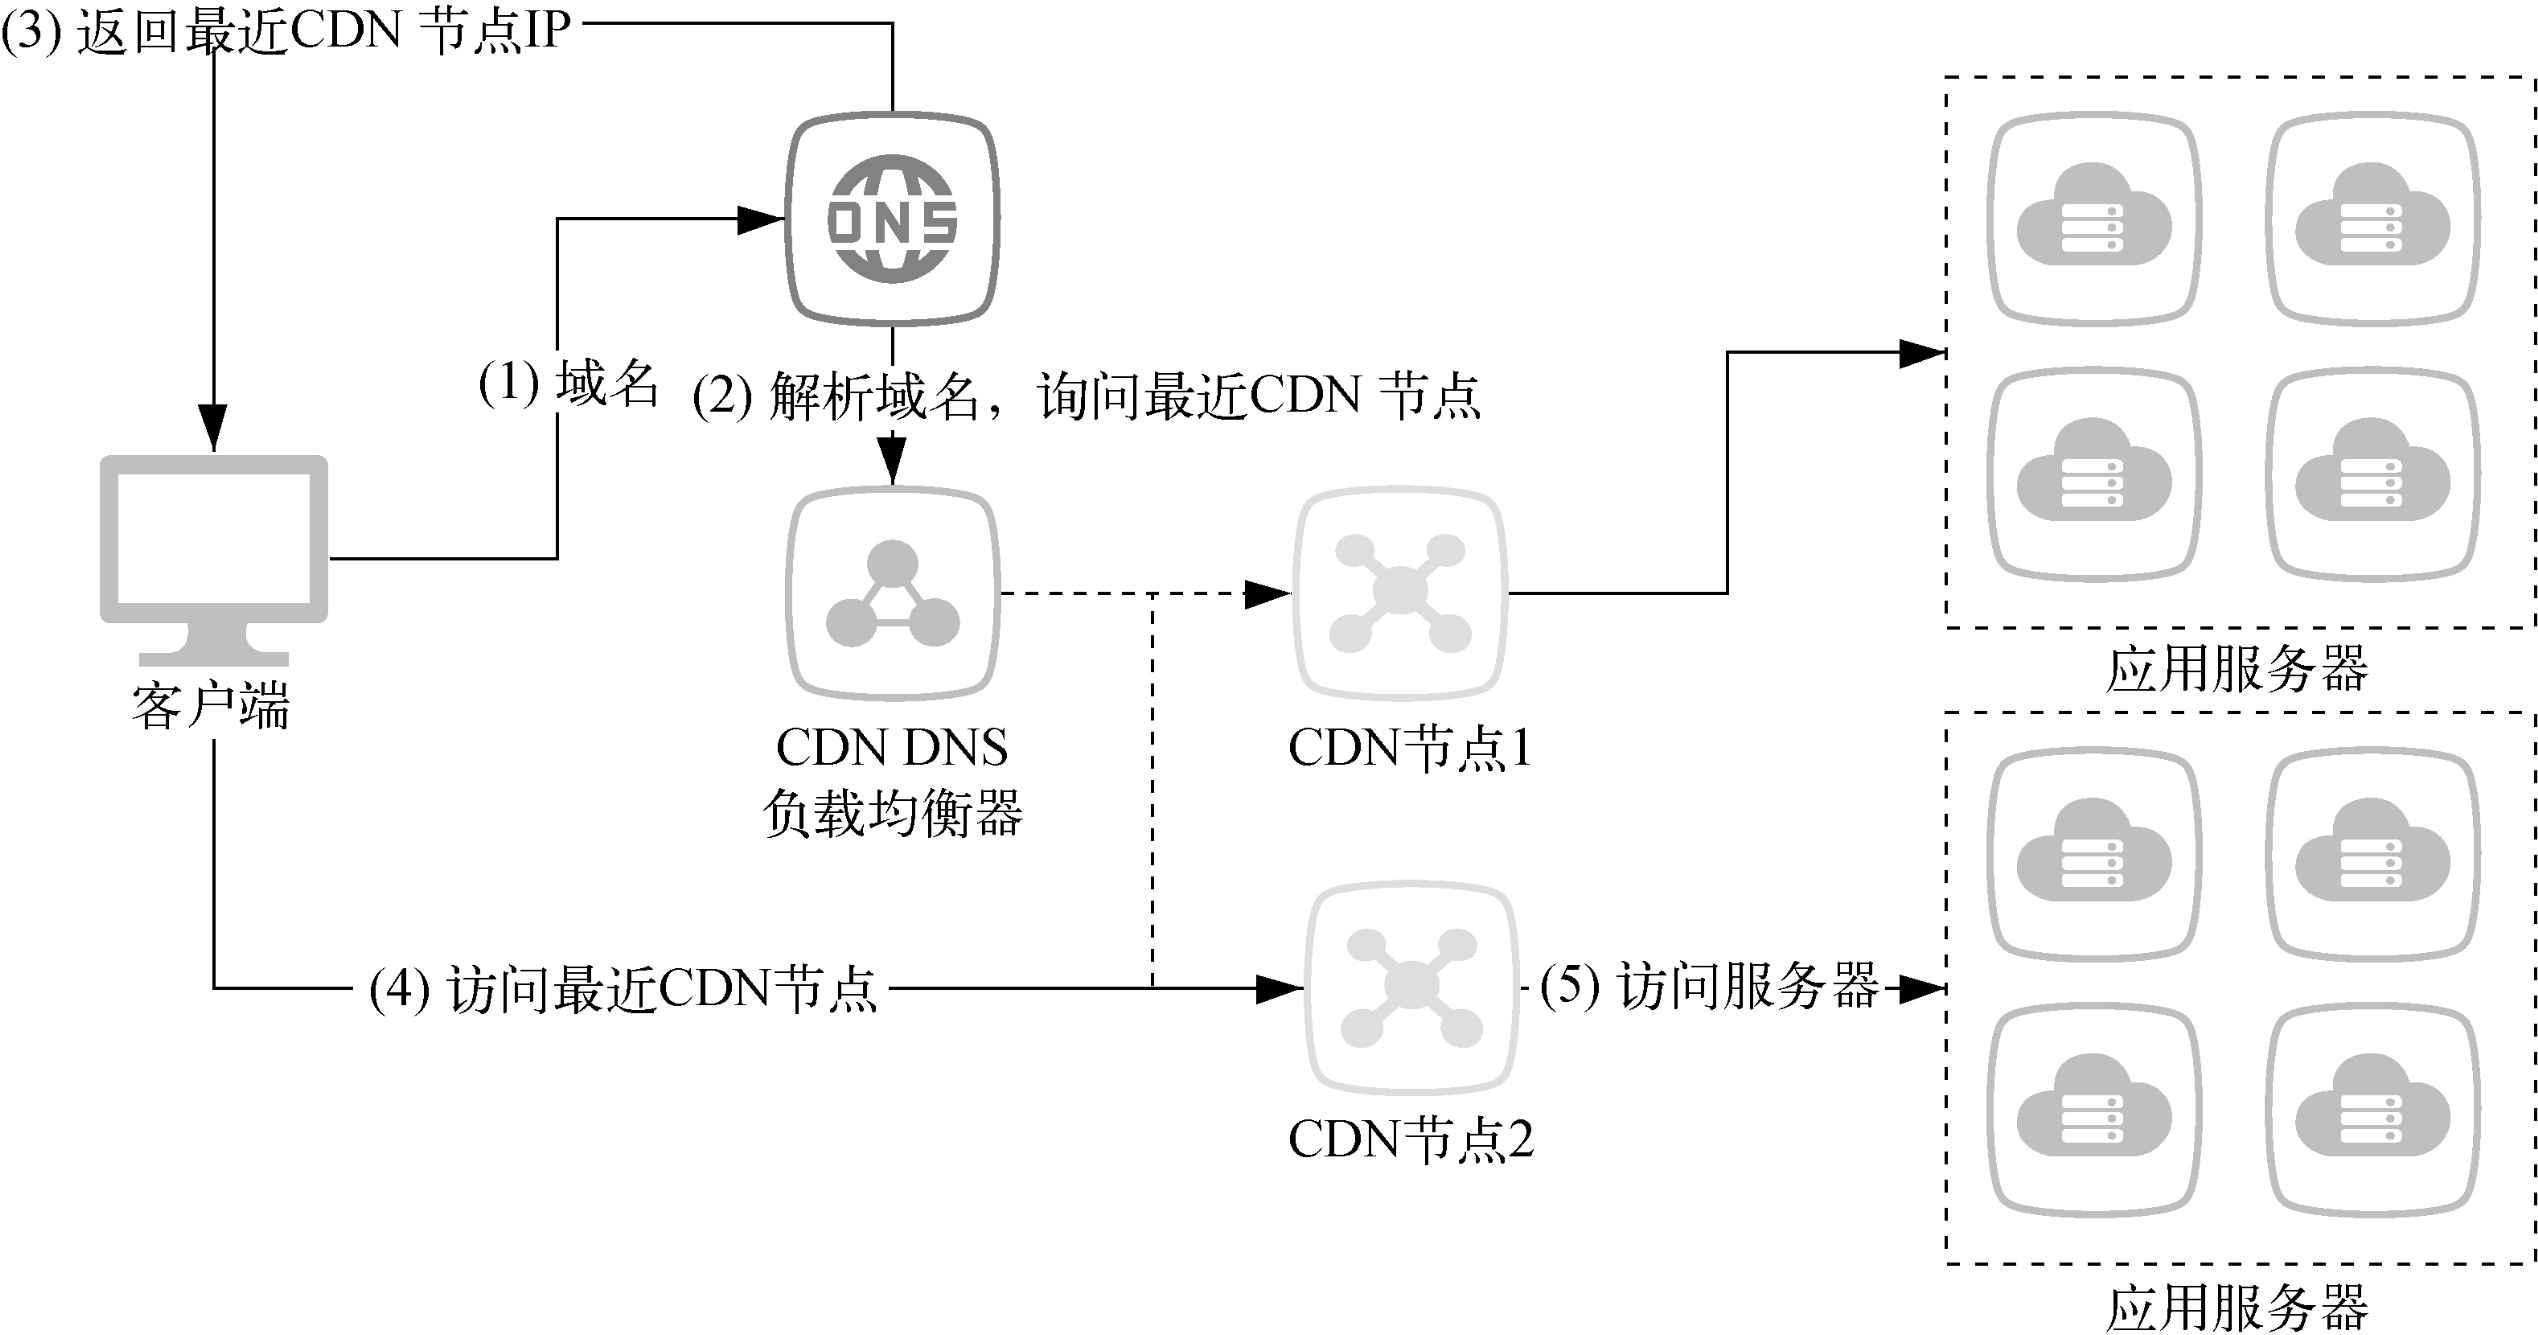 (3) 返回最近CDN 节点IP
DNS
(1) 域名
(2) 解析域名，询问最近CDN 节点
客户端
CDN DNS
负载均衡器
CDN节点1
应用服务器
(4) 访问最近CDN节点
(5) 访问服务器
CDN节点2
应用服务器